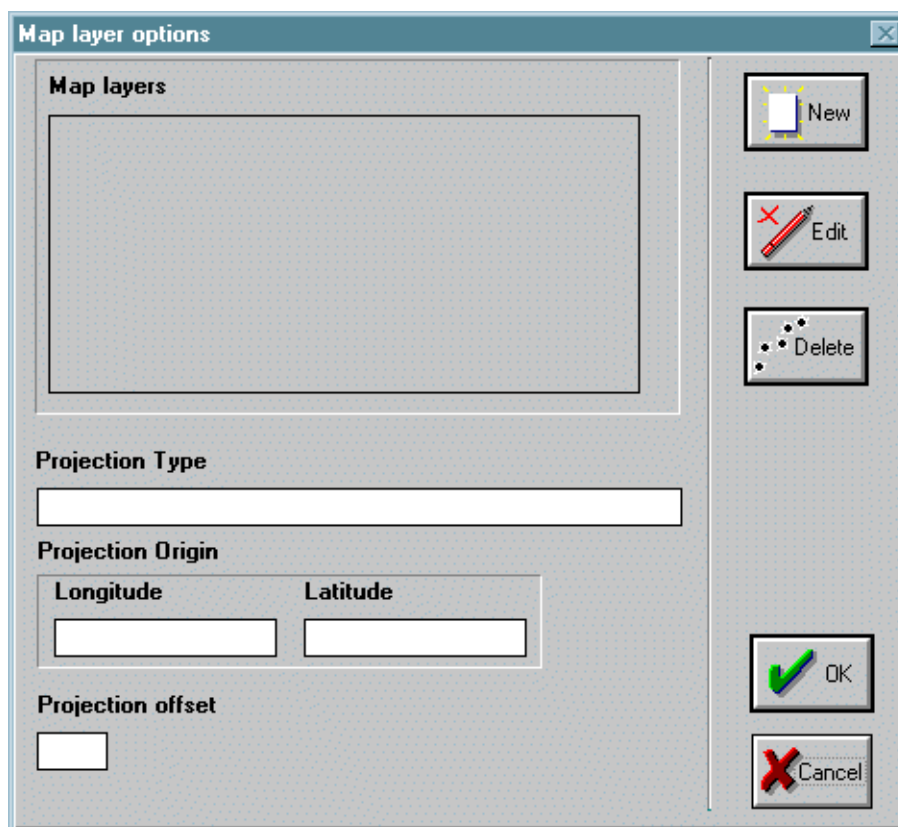 Map layer options
Map layers
New
Edit
Delete
Projection Type
Projection Origin
Longitude Latitude
Projection offset
OK
Cancel